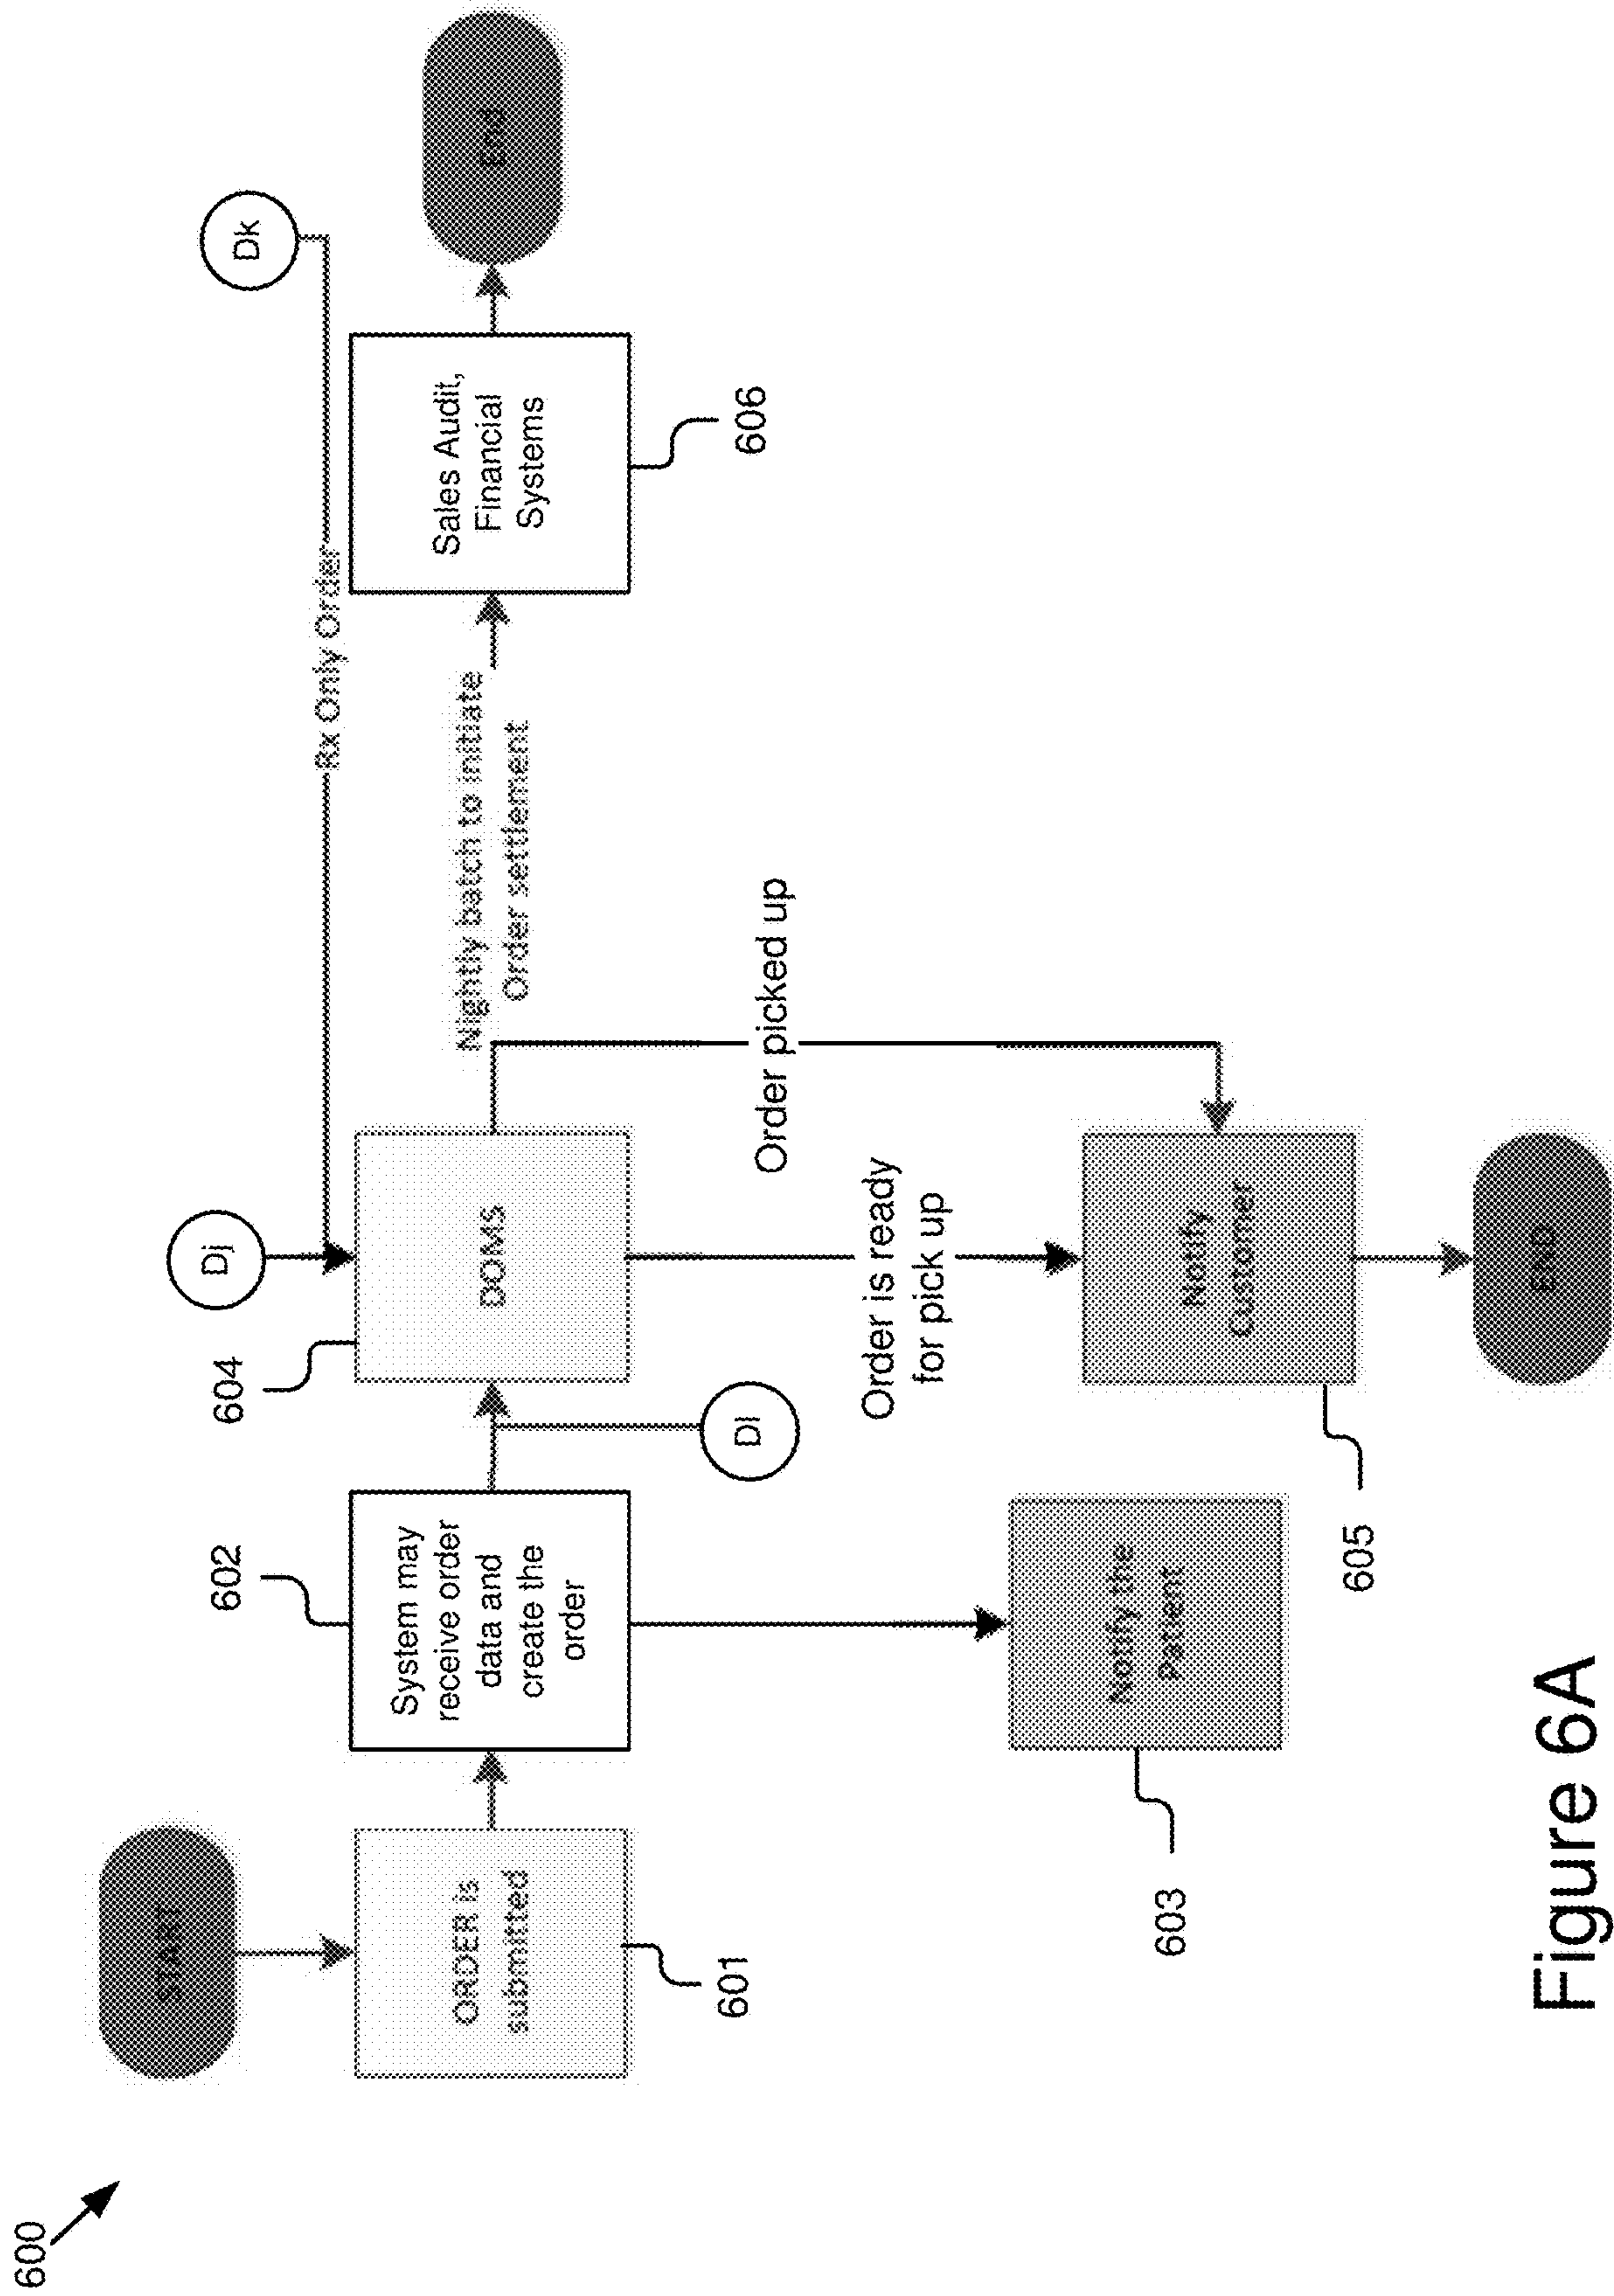 600
START
ORDER is
submitted
601
602
System may
receive order
data and
create the
order
Notify the
Patient
603
Dl
604
Dj
DOMS
Dk
Rx Only Order
Nightly batch to initiate
Order settlement
Order picked up
Order is ready
for pick up
Notify
Customer
605
END
Sales Audit,
Financial
Systems
606
End
Figure 6A